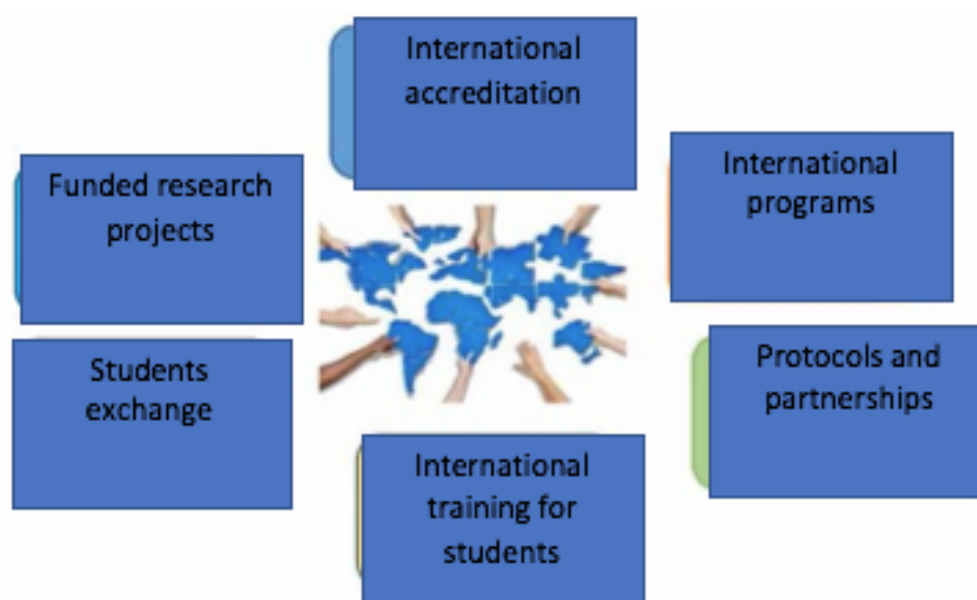 International
accreditation
International
programs
Protocols and
partnerships
International
training for
students
Students
exchange
Funded research
projects